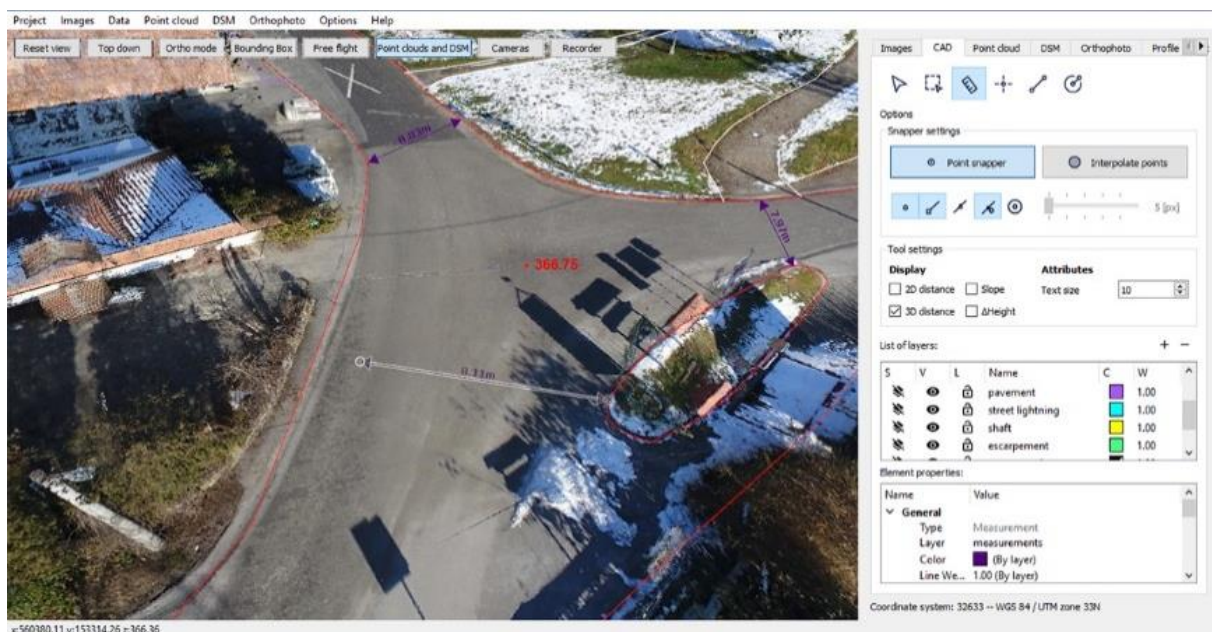 Project Images Data Point cloud DSM Orthophoto Options Help
Reset view Top down Ortho mode Bounding Box Free flight Point clouds and DSM Cameras Recorder
Images CAD Point cloud DSM Orthophoto Profile
Options
Snapper settings
Point snapper Interpolate points
5 [px]
Tool settings
Display Attributes
2D distance Slope Text size 10
3D distance ΔHeight
List of layers: + -
S V L Name C W
pavement 1.00
street lightning 1.00
shaft 1.00
escarpement 1.00
Element properties:
Name Value
General
Type Measurement
Layer measurements
Color (By layer)
Line We... 1.00 (By layer)
Coordinate system: 32633 -- WGS 84 / UTM zone 33N
7.97m
366.75
x:560380.11 y:153314.26 z:366.36